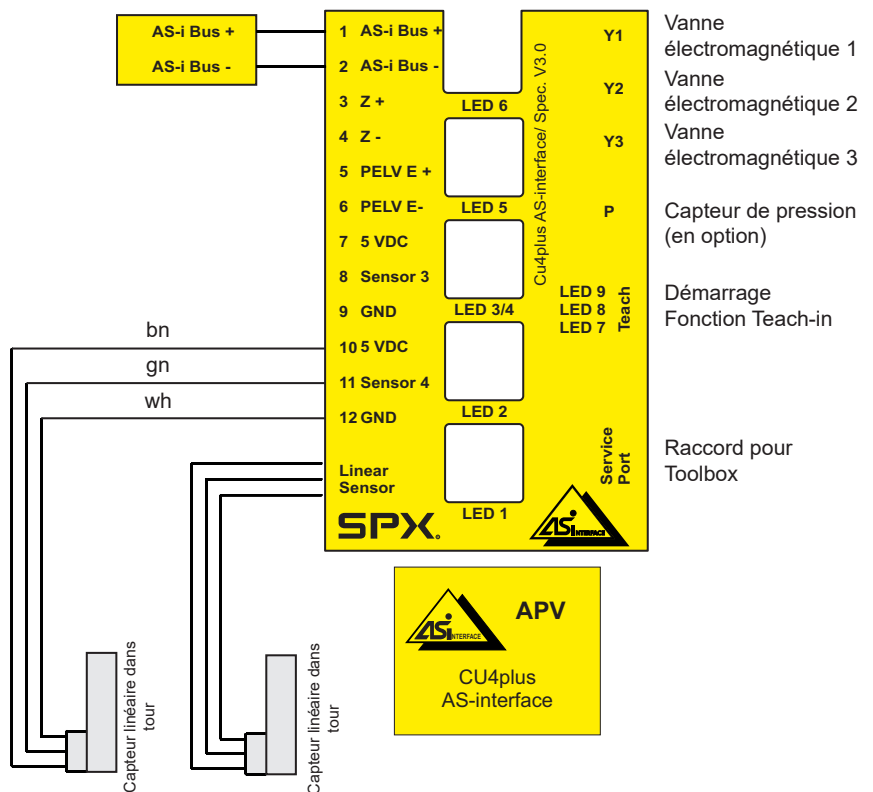 AS-i Bus +
AS-i Bus -
1 AS-i Bus +
2 AS-i Bus -
3 Z +
4 Z -
5 PELV E +
6 PELV E-
7 5 VDC
8 Sensor 3
9 GND
10 5 VDC
11 Sensor 4
12 GND
Linear
Sensor
bn
gn
wh
LED 6
LED 5
LED 3/4
LED 2
LED 1
Cu4plus AS-interface/ Spec. V3.0
Y1
Y2
Y3
P
LED 9
LED 8
LED 7
Teach
Service
Port
SPX
ASi INTERFACE
Vanne
électromagnétique 1
Vanne
électromagnétique 2
Vanne
électromagnétique 3
Capteur de pression
(en option)
Démarrage
Fonction Teach-in
Raccord pour
Toolbox
ASi INTERFACE
APV
CU4plus
AS-interface
Capteur linéaire dans
tour
Capteur linéaire dans
tour